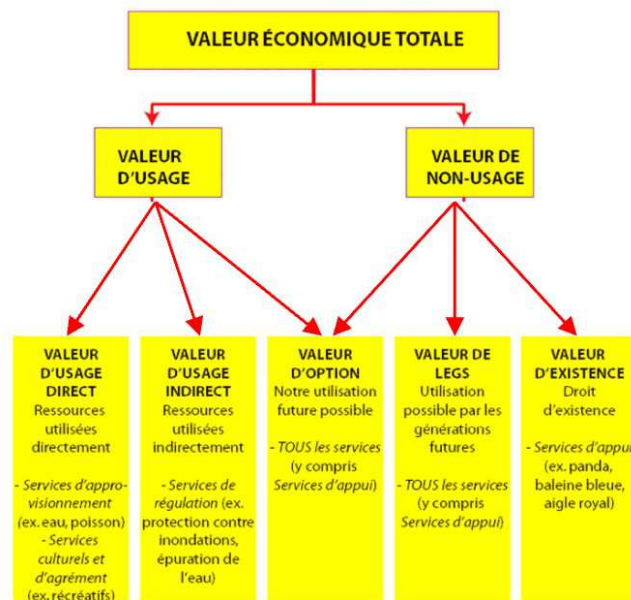 VALEUR ÉCONOMIQUE TOTALE
VALEUR
D'USAGE
VALEUR DE
NON-USAGE
VALEUR
D'USAGE
DIRECT
Ressources
utilisées
directement
- Services d'appro-
visionnement
(ex. eau, poisson)
- Services
culturels et
d'agrément
(ex. récréatifs)
VALEUR
D'USAGE
INDIRECT
Ressources
utilisées
indirectement
- Services de
régulation (ex.
protection contre
inondations,
épuration de
l'eau)
VALEUR
D'OPTION
Notre utilisation
future possible
- TOUS les services
(y compris
Services d'appui)
VALEUR DE
LEGS
Utilisation
possible par les
générations
futures
- TOUS les services
(y compris
Services d'appui)
VALEUR
D'EXISTENCE
Droit
d'existence
- Services d'appui
(ex. panda,
baleine bleue,
aigle royal)